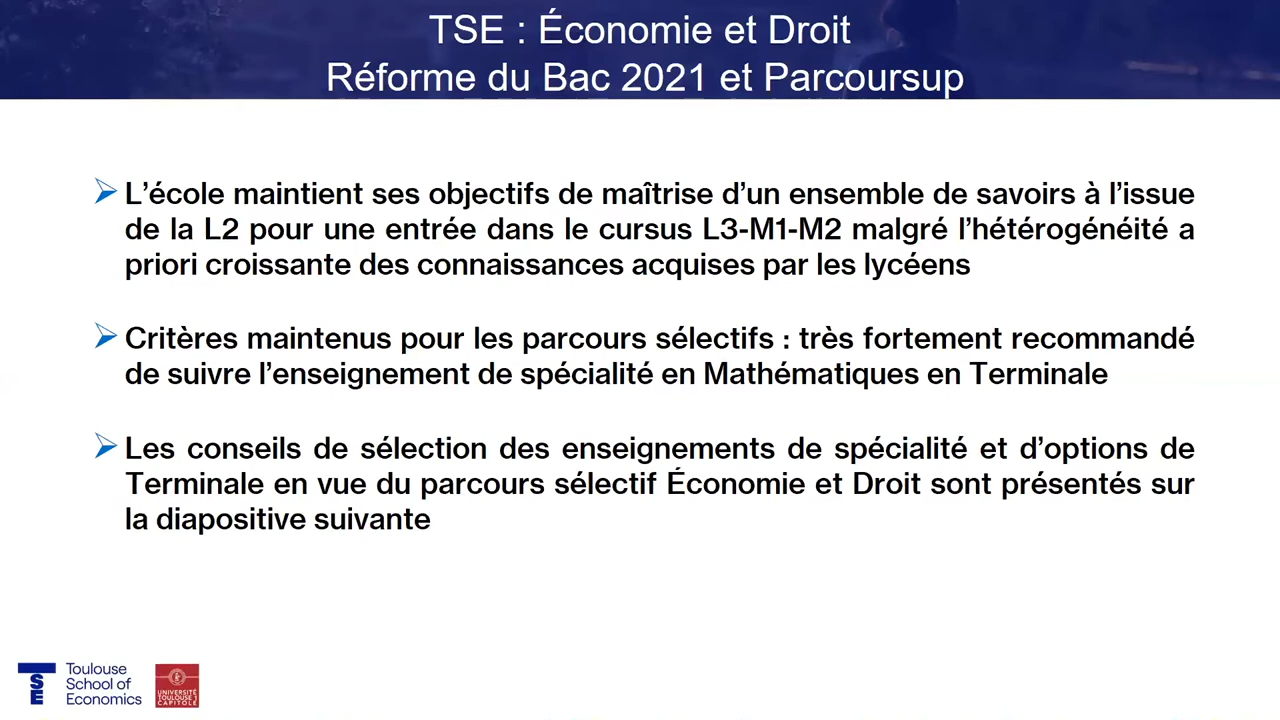 TSE : Économie et Droit
Réforme du Bac 2021 et Parcoursup
L’école maintient ses objectifs de maîtrise d’un ensemble de savoirs à l’issue
de la L2 pour une entrée dans le cursus L3-M1-M2 malgré l’hétérogénéité a
priori croissante des connaissances acquises par les lycéens
Critères maintenus pour les parcours sélectifs : très fortement recommandé
de suivre l’enseignement de spécialité en Mathématiques en Terminale
Les conseils de sélection des enseignements de spécialité et d’options de
Terminale en vue du parcours sélectif Économie et Droit sont présentés sur
la diapositive suivante
TSE
Toulouse
School of
Economics
UNIVERSITÉ
TOULOUSE 1
CAPITOLE